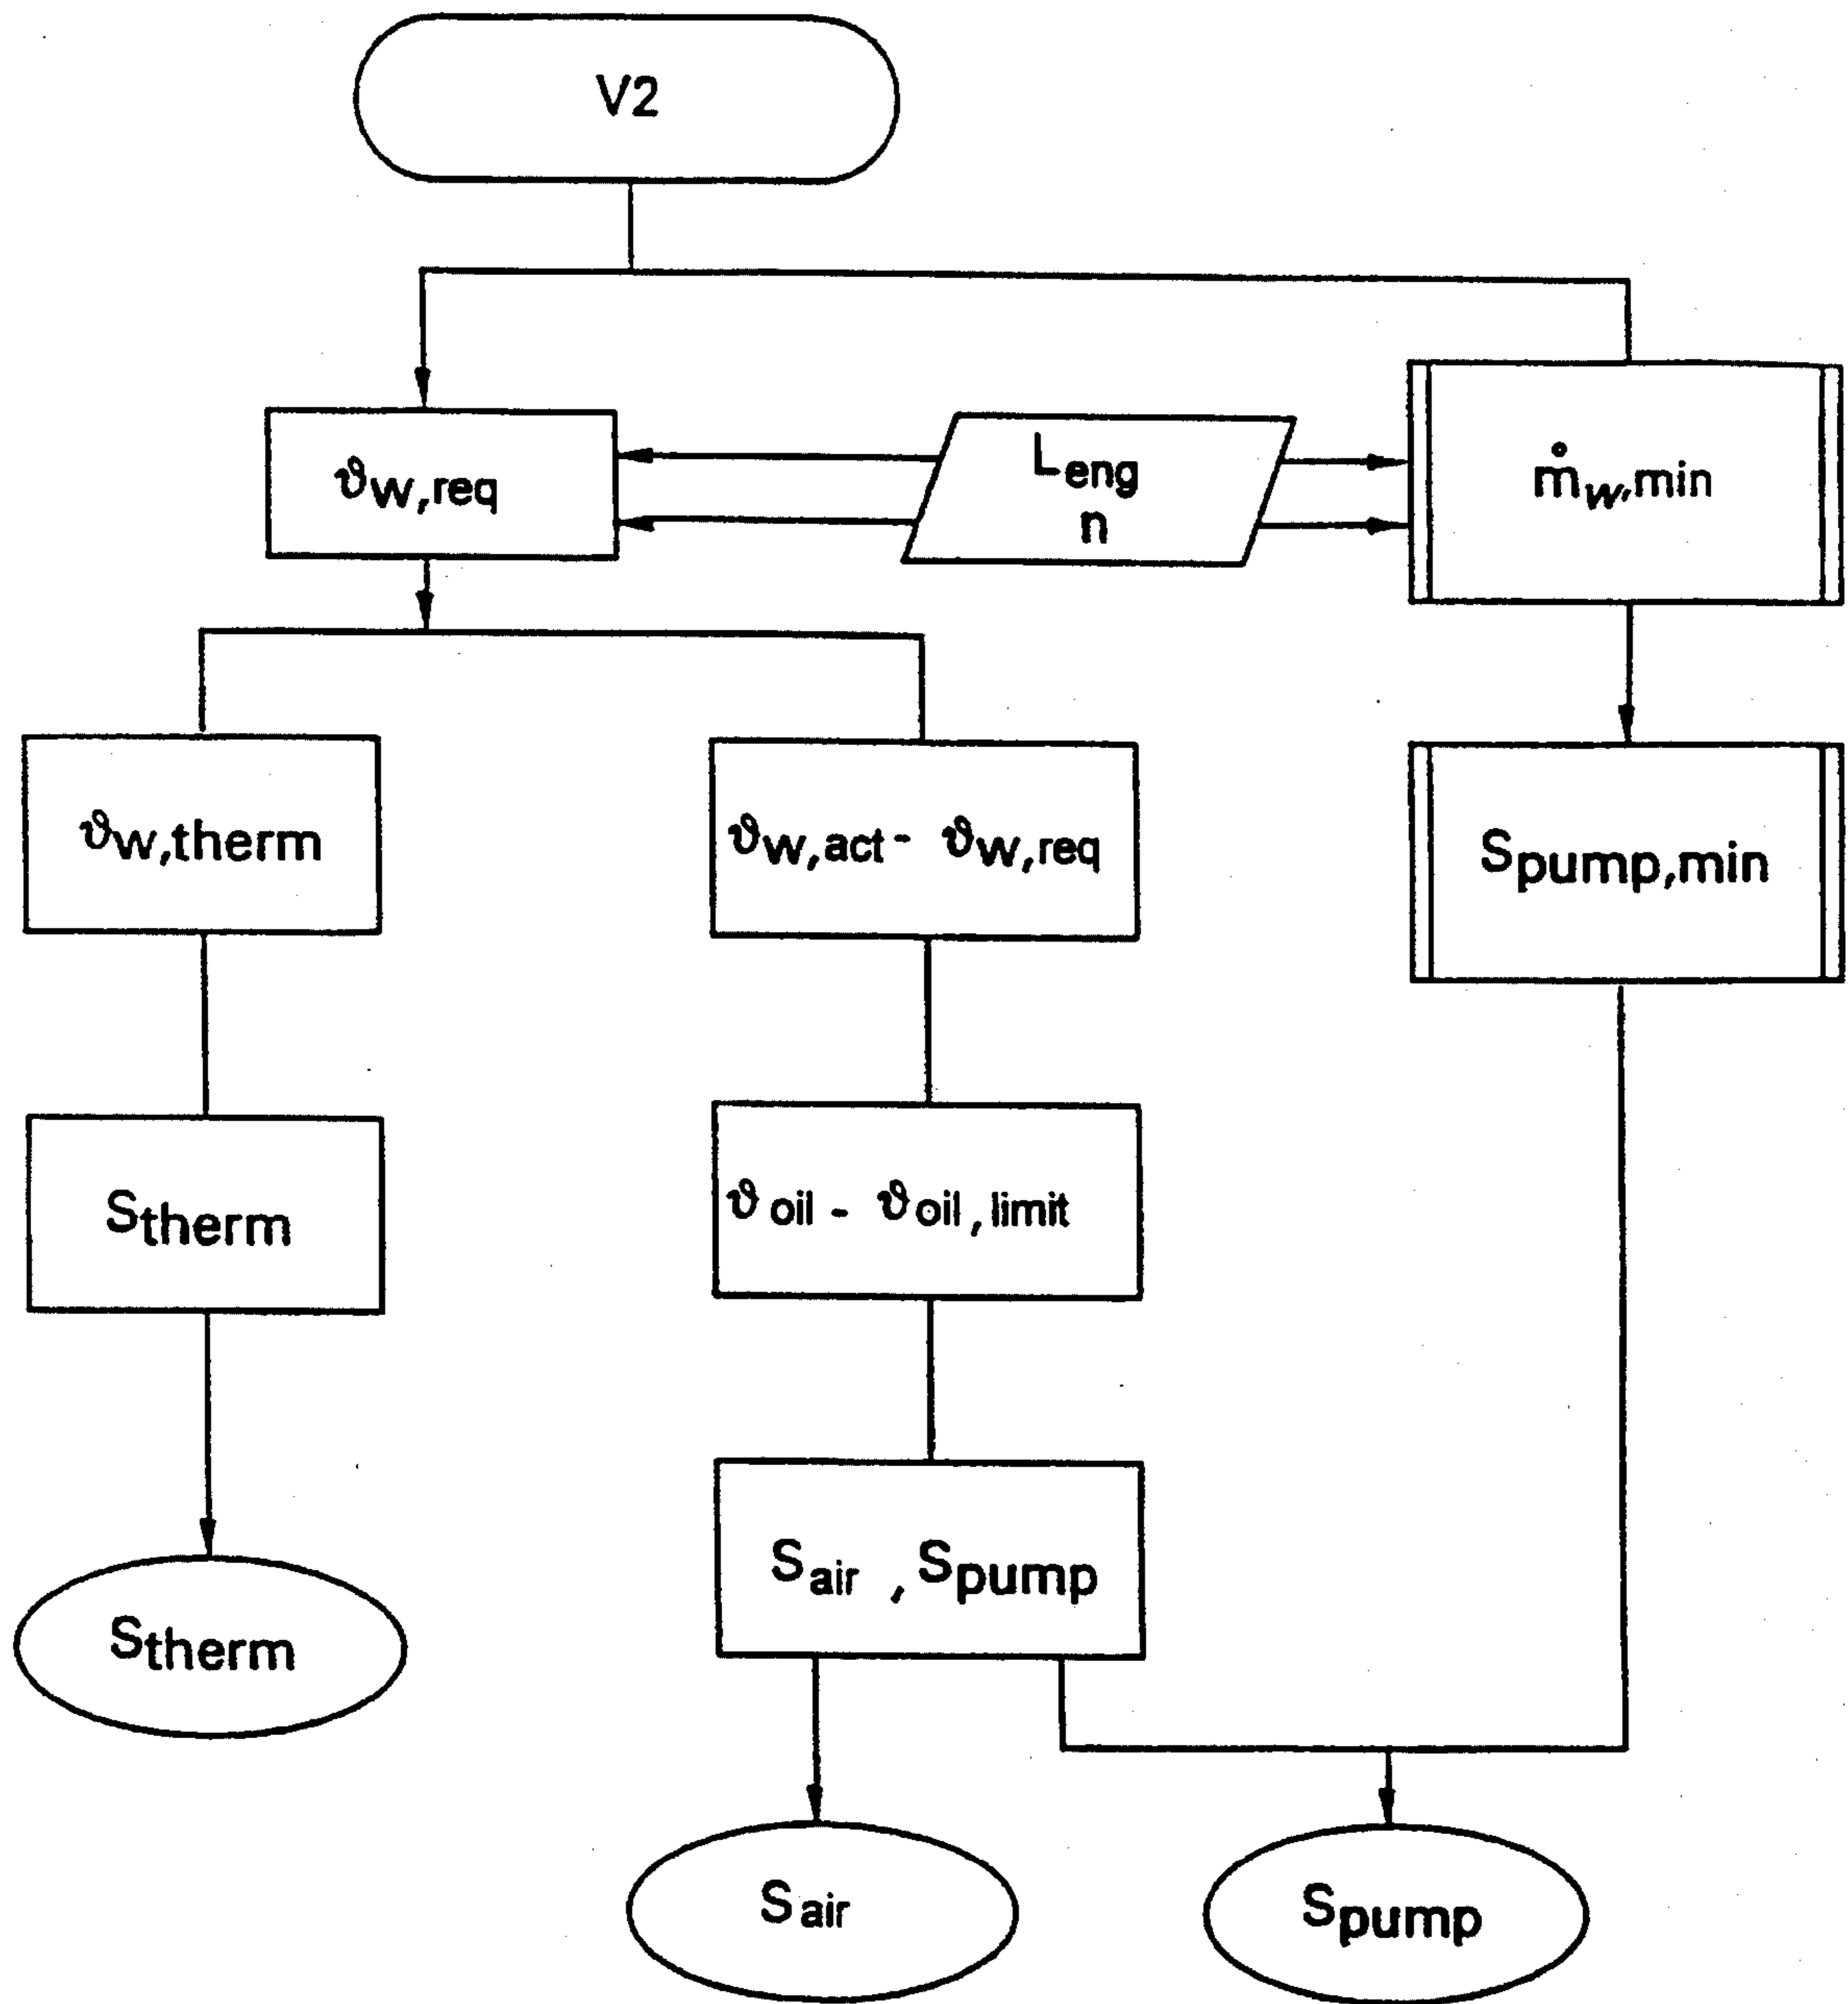 V2
ϑw,req
Leng
n
ṁw,min
ϑw,therm
ϑw,act - ϑw,req
Spump,min
Stherm
ϑoil - ϑoil,limit
Sair , Spump
Stherm
Sair
Spump